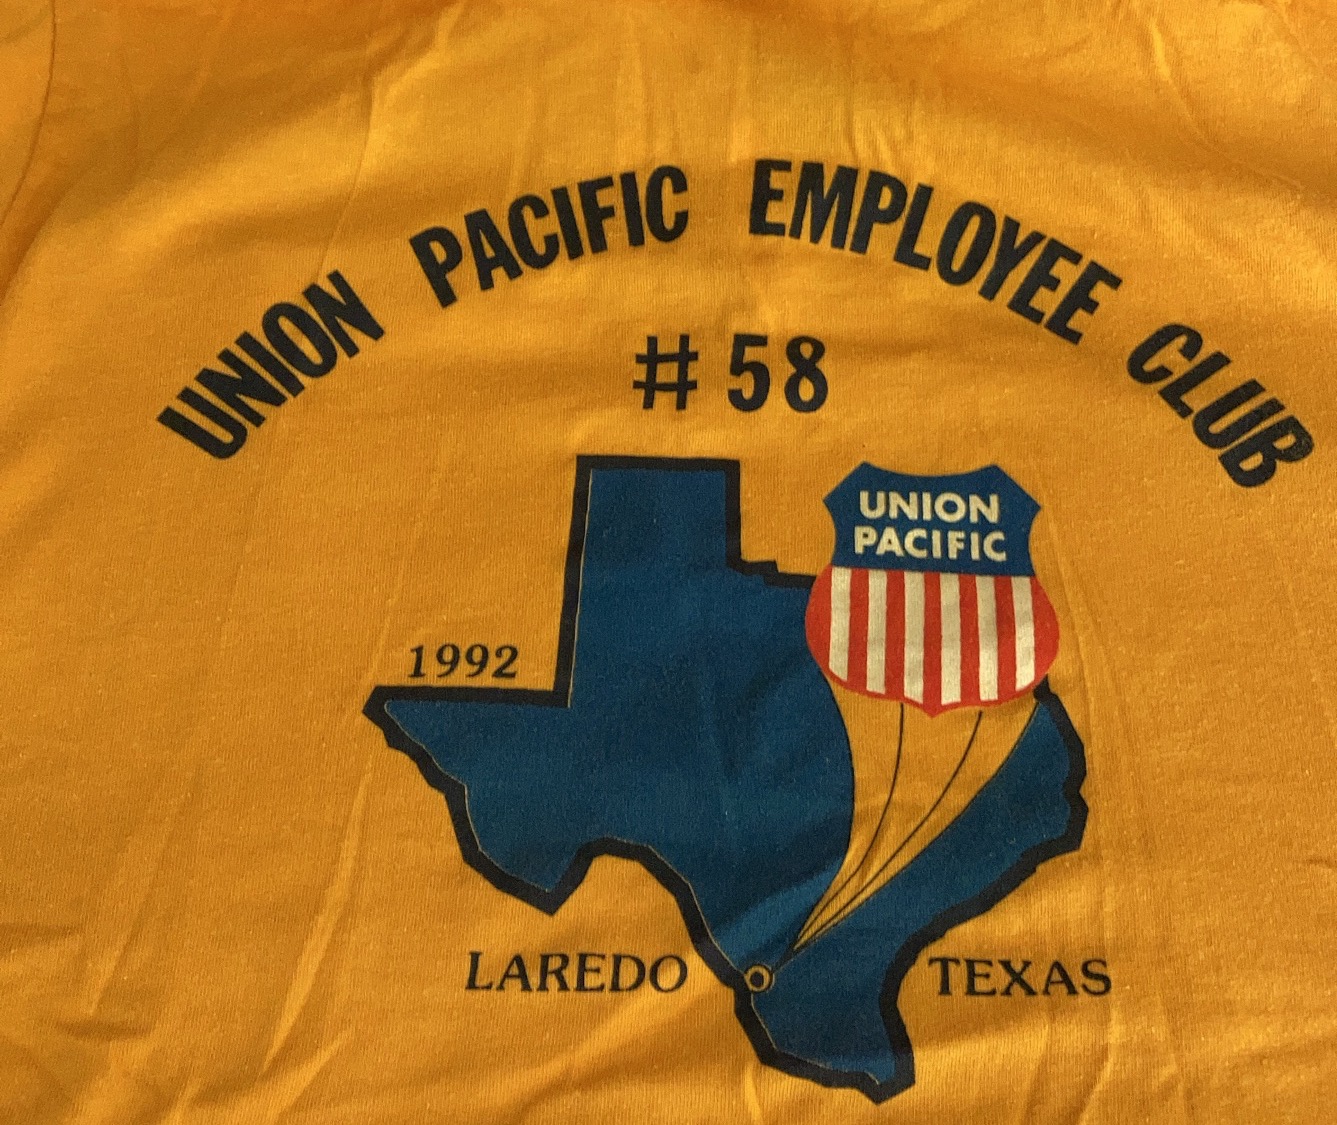 UNION PACIFIC EMPLOYEE CLUB
#58
UNION
PACIFIC
1992
LAREDO TEXAS